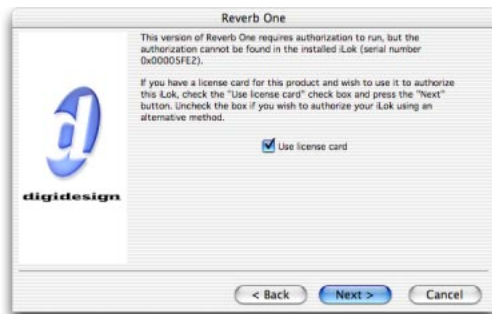 Reverb One
This version of Reverb One requires authorization to run, but the
authorization cannot be found in the installed iLok (serial number
0x00005FE2).
If you have a license card for this product and wish to use it to authorize
this iLok, check the "Use license card" check box and press the "Next"
button. Uncheck the box if you wish to authorize your iLok using an
alternative method.
Use license card
digidesign
< Back
Next >
Cancel